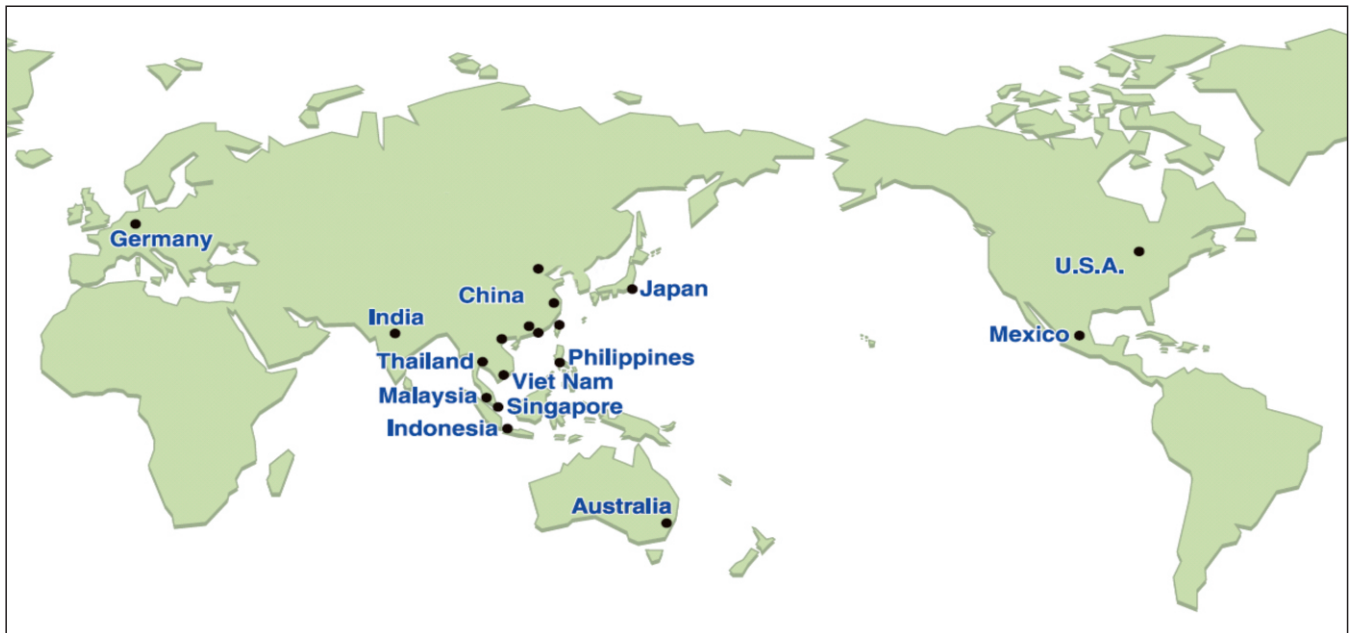 Germany
U.S.A.
Japan
China
India
Mexico
Philippines
Thailand
Viet Nam
Malaysia
Singapore
Indonesia
Australia